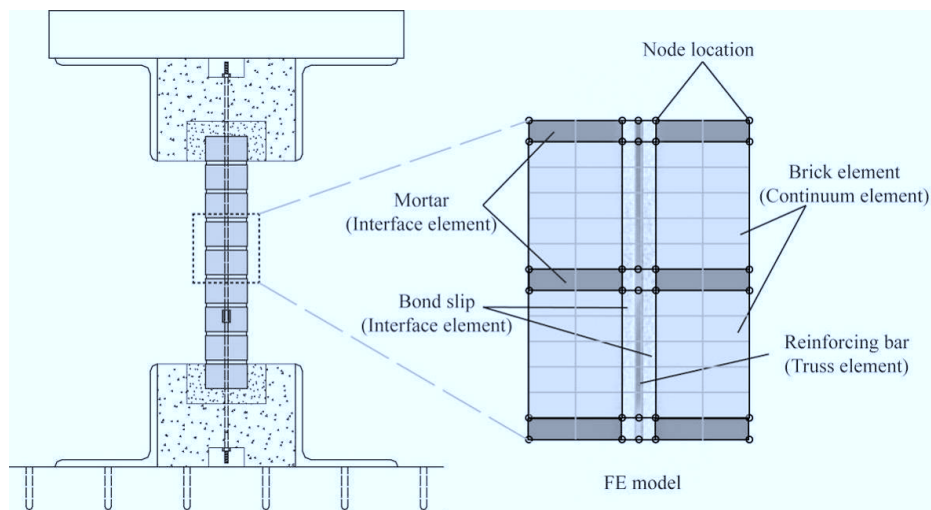 Node location
Brick element
(Continuum element)
Mortar
(Interface element)
Bond slip
(Interface element)
Reinforcing bar
(Truss element)
FE model